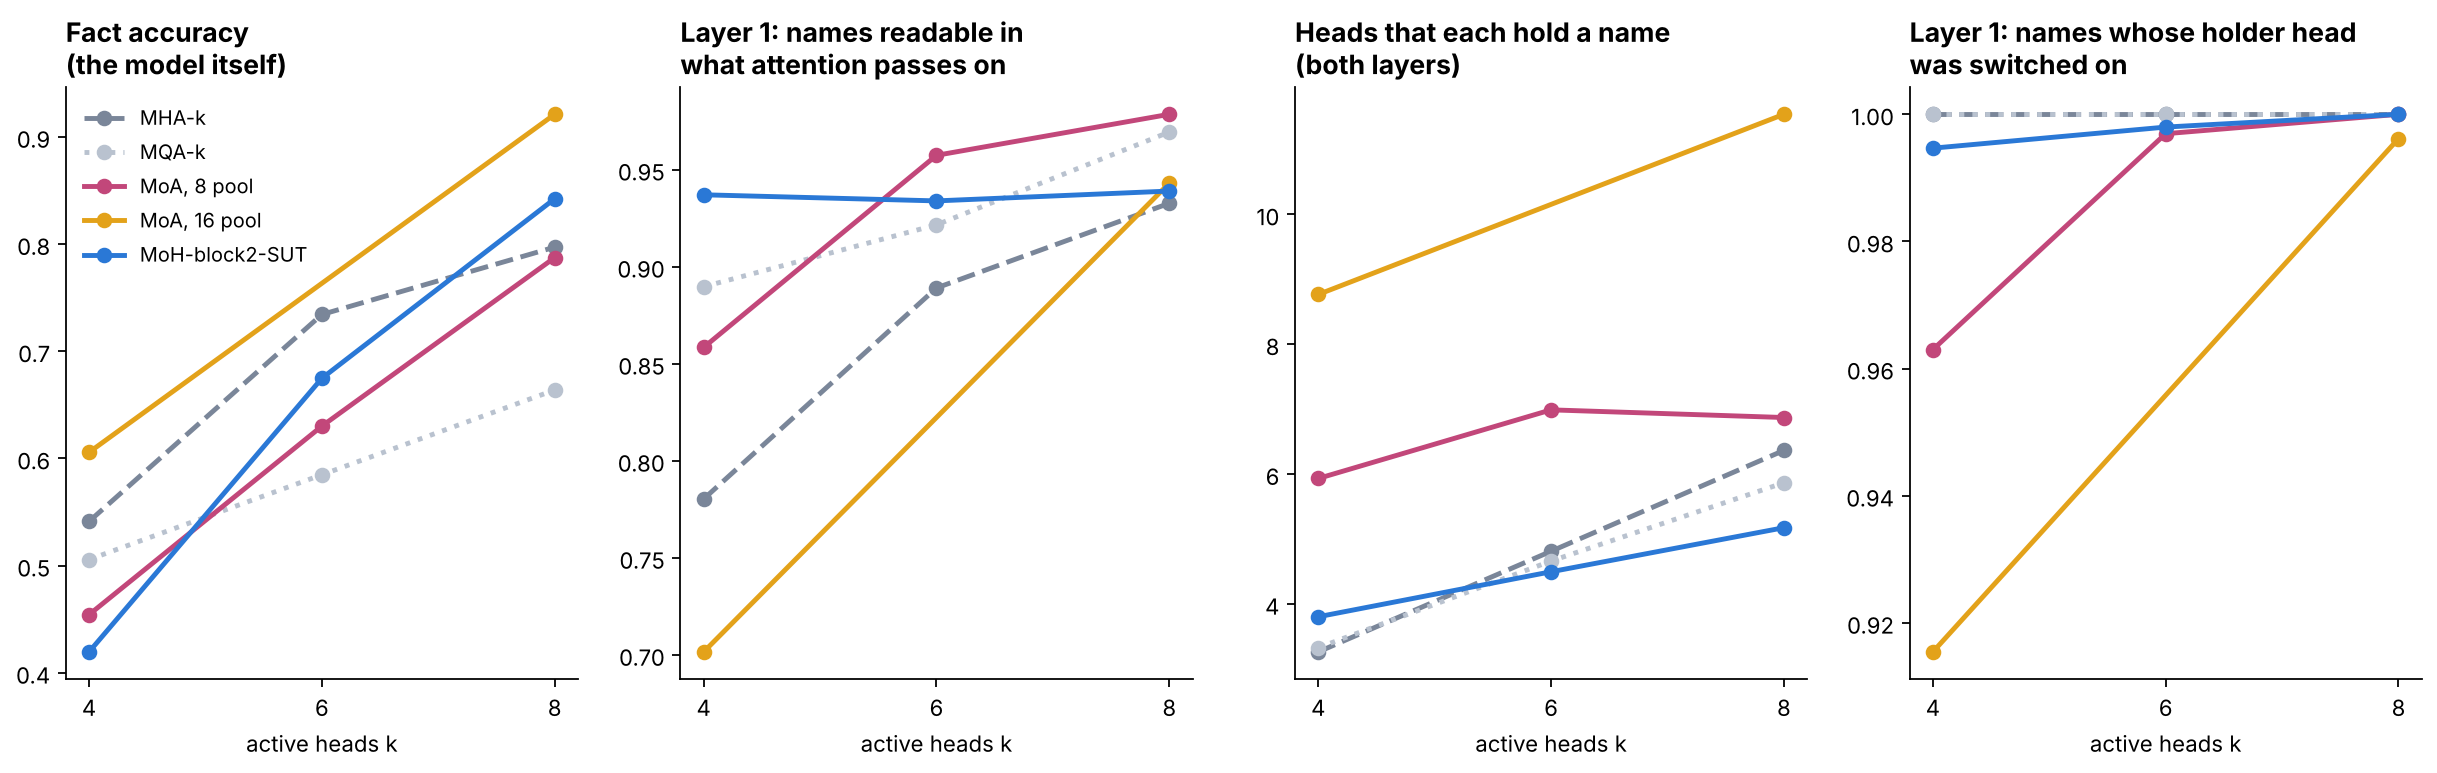 Fact accuracy
(the model itself)
0.9
0.8
0.7
0.6
0.5
0.4
MHA-k
MQA-k
MoA, 8 pool
MoA, 16 pool
MoH-block2-SUT
4
6
8
active heads k
Layer 1: names readable in
what attention passes on
0.95
0.90
0.85
0.80
0.75
0.70
4
6
8
active heads k
Heads that each hold a name
(both layers)
10
8
6
4
4
6
8
active heads k
Layer 1: names whose holder head
was switched on
1.00
0.98
0.96
0.94
0.92
4
6
8
active heads k